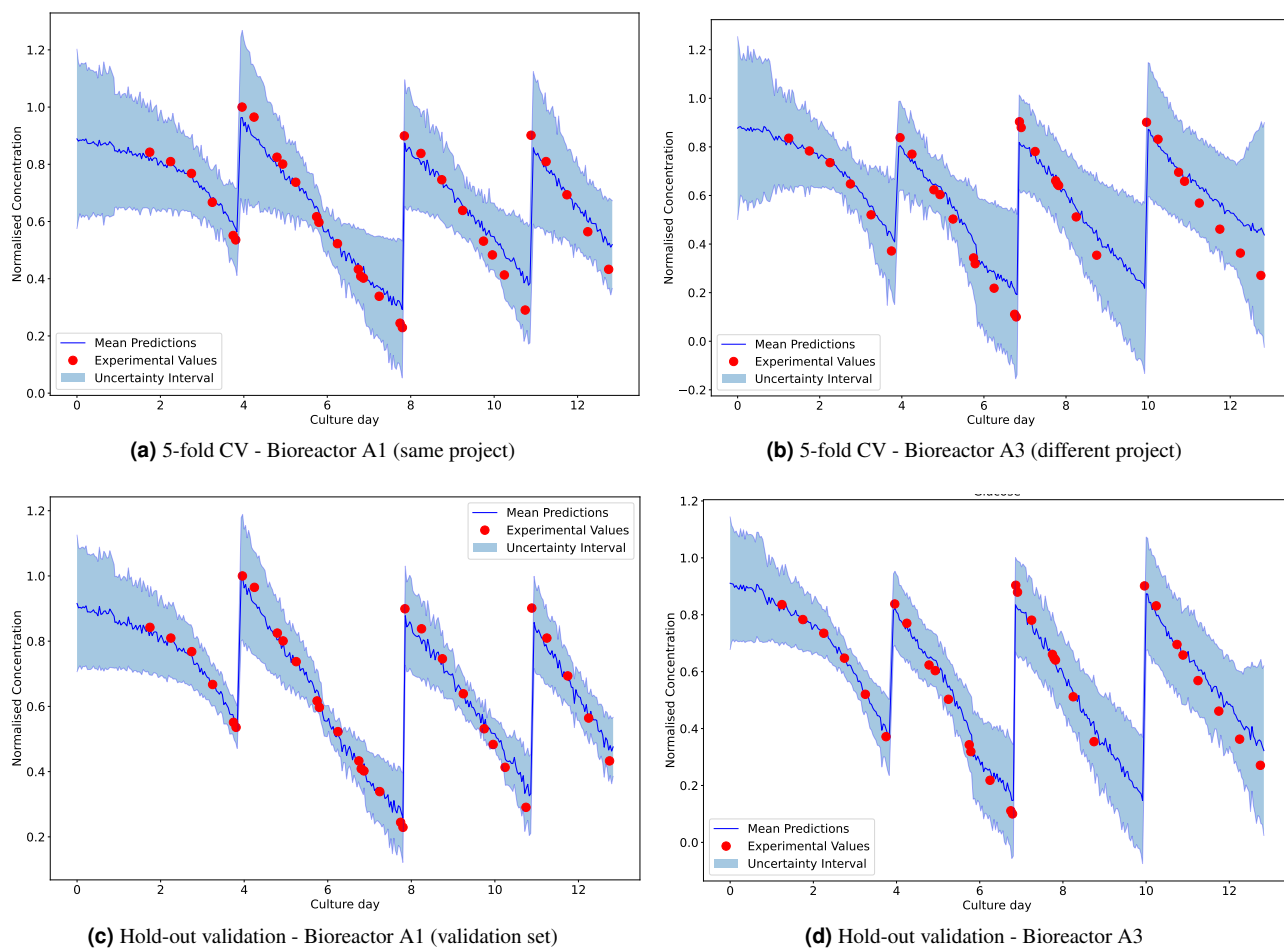 1.2
1.0
0.8
0.6
0.4
0.2
0.0
Normalised Concentration
Mean Predictions
Experimental Values
Uncertainty Interval
0 2 4 6 8 10 12
Culture day
(a) 5-fold CV - Bioreactor A1 (same project)
1.2
1.0
0.8
0.6
0.4
0.2
0.0
−0.2
Normalised Concentration
Mean Predictions
Experimental Values
Uncertainty Interval
0 2 4 6 8 10 12
Culture day
(b) 5-fold CV - Bioreactor A3 (different project)
1.2
1.0
0.8
0.6
0.4
0.2
Normalised Concentration
Mean Predictions
Experimental Values
Uncertainty Interval
0 2 4 6 8 10 12
Culture day
(c) Hold-out validation - Bioreactor A1 (validation set)
1.2
1.0
0.8
0.6
0.4
0.2
0.0
Normalised Concentration
Mean Predictions
Experimental Values
Uncertainty Interval
0 2 4 6 8 10 12
Culture day
(d) Hold-out validation - Bioreactor A3